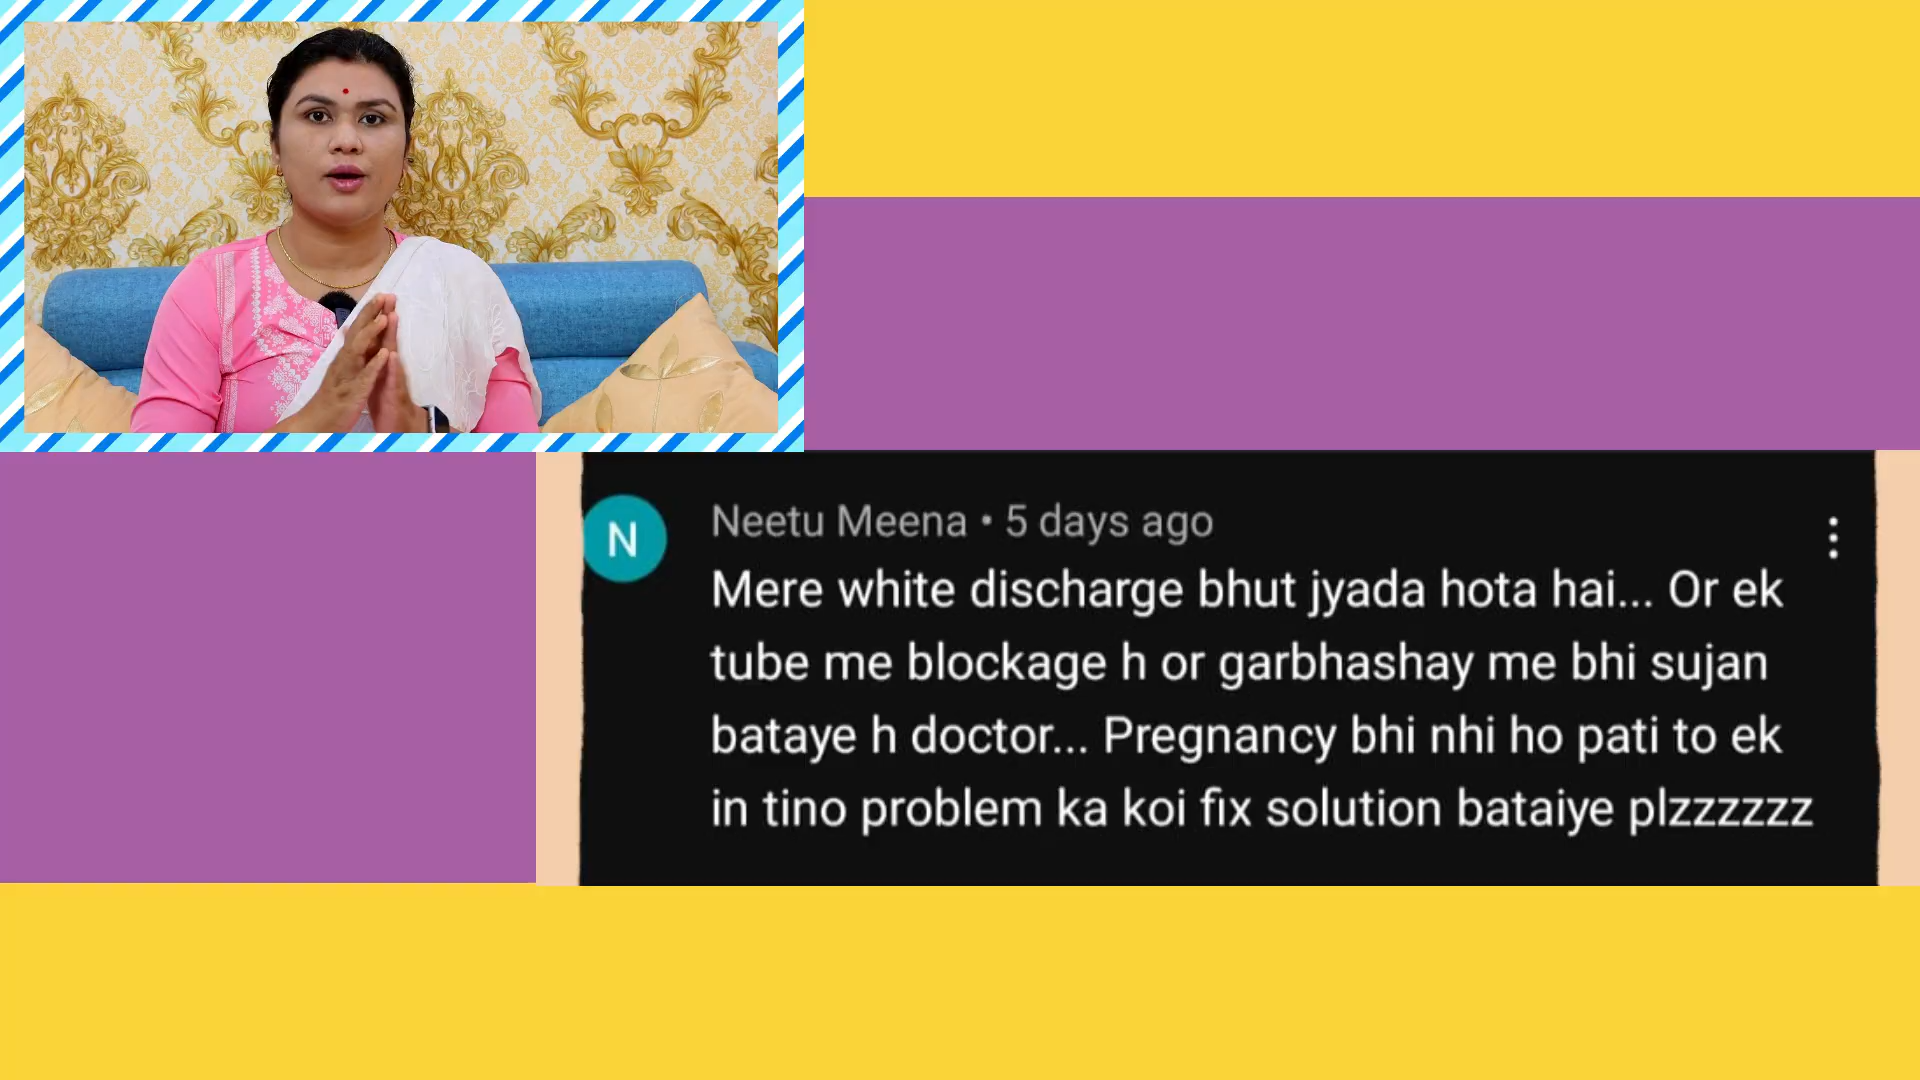 N
Neetu Meena • 5 days ago
Mere white discharge bhut jyada hota hai... Or ek
tube me blockage h or garbhashay me bhi sujan
bataye h doctor... Pregnancy bhi nhi ho pati to ek
in tino problem ka koi fix solution bataiye plzzzzzz